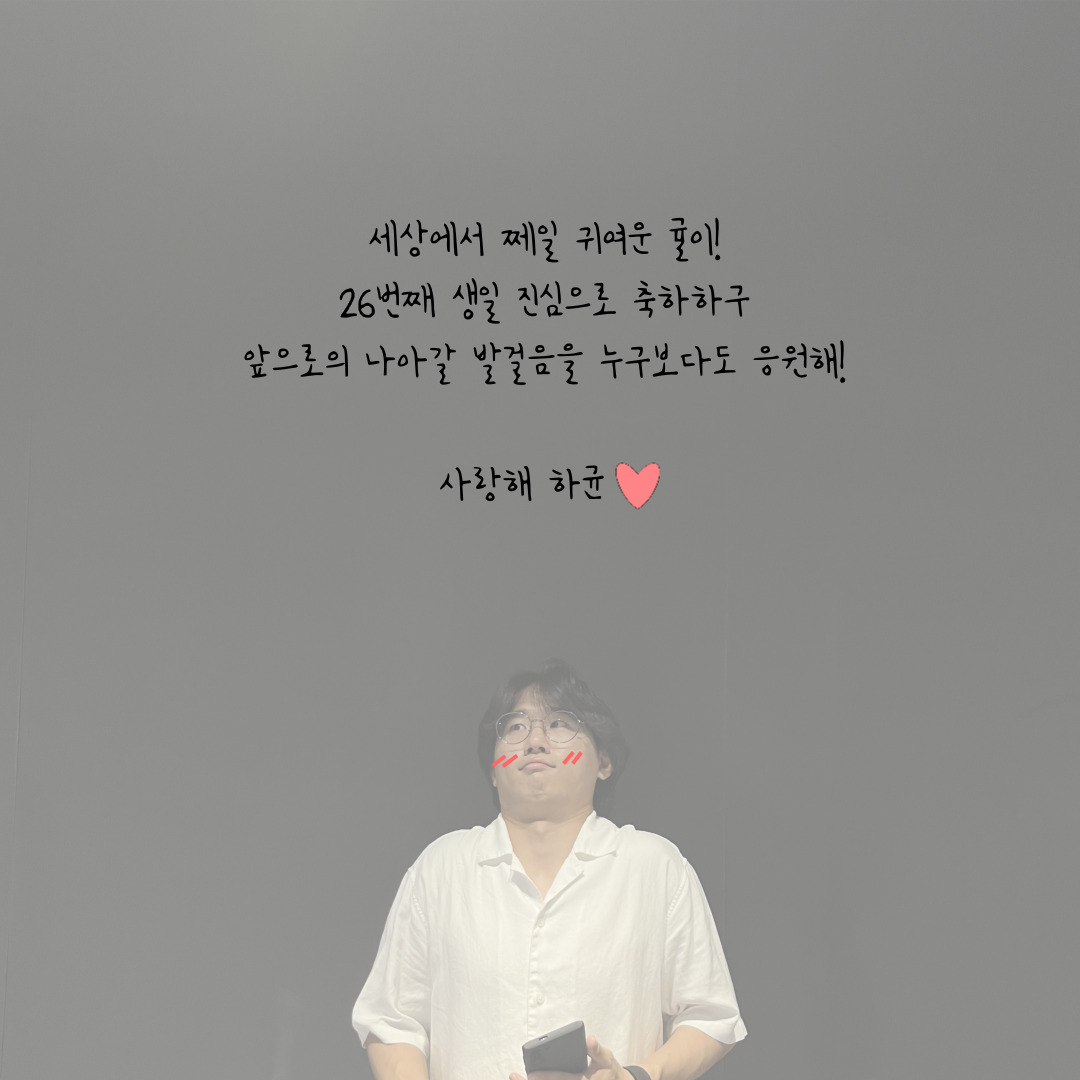 세상에서 쩨일 귀여운 귤이!
26번째 생일 진심으로 축하하구
앞으로의 나아갈 발걸음을 누구보다도 응원해!
사랑해 하균